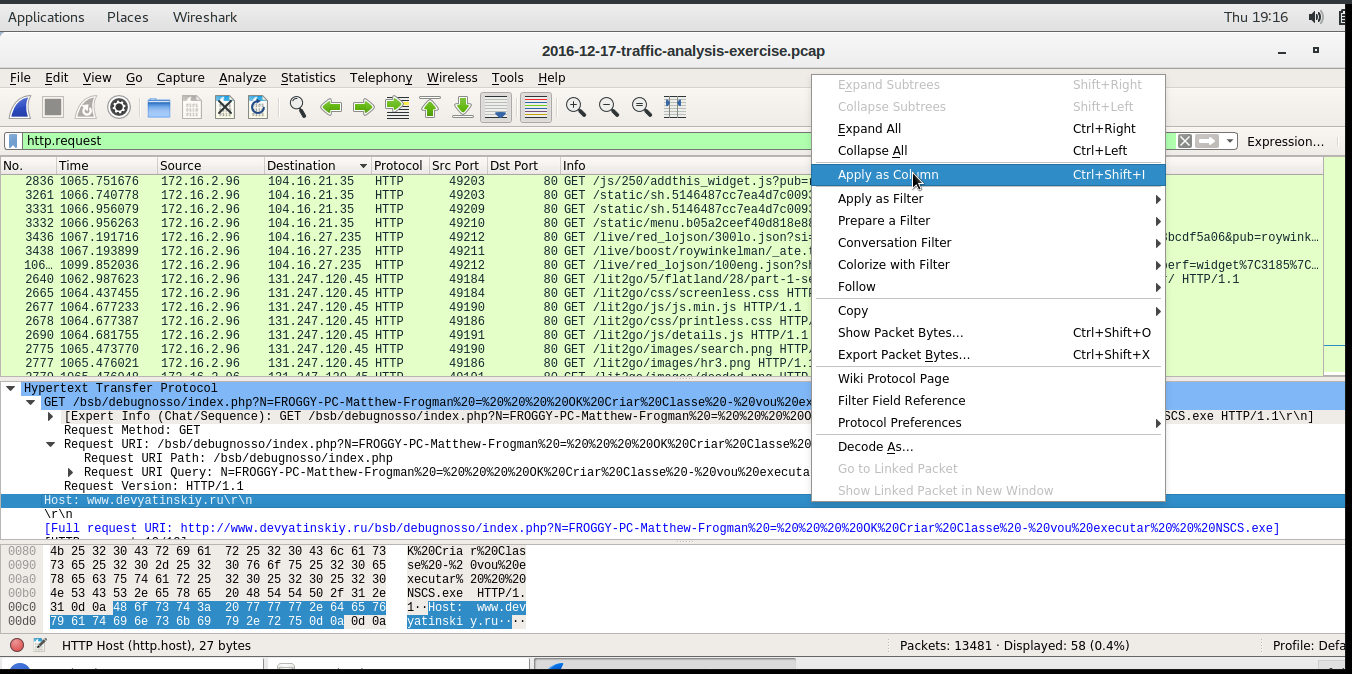 Applications Places Wireshark Thu 19:16
2016-12-17-traffic-analysis-exercise.pcap
File Edit View Go Capture Analyze Statistics Telephony Wireless Tools Help
http.request Expression…
No. Time Source Destination Protocol Src Port Dst Port Info
2836 1065.751676 172.16.2.96 104.16.21.35 HTTP 49203 80 GET /js/250/addthis_widget.js?pub=
3261 1066.740778 172.16.2.96 104.16.21.35 HTTP 49203 80 GET /static/sh.5146487cc7ea4d7c009
3331 1066.956079 172.16.2.96 104.16.21.35 HTTP 49209 80 GET /static/sh.5146487cc7ea4d7c009
3332 1066.956263 172.16.2.96 104.16.21.35 HTTP 49210 80 GET /static/menu.b05a2ceef40d818e8
3436 1067.191716 172.16.2.96 104.16.27.235 HTTP 49212 80 GET /live/red_lojson/300lo.json?si= bcdf5a06&pub=roywink…
3438 1067.193899 172.16.2.96 104.16.27.235 HTTP 49211 80 GET /live/boost/roywinkelman/_ate.
106… 1099.852036 172.16.2.96 104.16.27.235 HTTP 49212 80 GET /live/red_lojson/100eng.json?s erf=widget%7C3185%7C…
2640 1062.987623 172.16.2.96 131.247.120.45 HTTP 49184 80 GET /lit2go/5/flatland/28/part-1-s / HTTP/1.1
2665 1064.437455 172.16.2.96 131.247.120.45 HTTP 49184 80 GET /lit2go/css/screenless.css HTT
2677 1064.677233 172.16.2.96 131.247.120.45 HTTP 49190 80 GET /lit2go/js/js.min.js HTTP/1.1
2678 1064.677387 172.16.2.96 131.247.120.45 HTTP 49186 80 GET /lit2go/css/printless.css HTTP
2690 1064.681755 172.16.2.96 131.247.120.45 HTTP 49191 80 GET /lit2go/js/details.js HTTP/1.1
2775 1065.473770 172.16.2.96 131.247.120.45 HTTP 49190 80 GET /lit2go/images/search.png HTTP
2777 1065.476021 172.16.2.96 131.247.120.45 HTTP 49186 80 GET /lit2go/images/hr3.png HTTP/1.
Expand Subtrees Shift+Right
Collapse Subtrees Shift+Left
Expand All Ctrl+Right
Collapse All Ctrl+Left
Apply as Column Ctrl+Shift+I
Apply as Filter
Prepare a Filter
Conversation Filter
Colorize with Filter
Follow
Copy
Show Packet Bytes… Ctrl+Shift+O
Export Packet Bytes… Ctrl+Shift+X
Wiki Protocol Page
Filter Field Reference
Protocol Preferences
Decode As…
Go to Linked Packet
Show Linked Packet in New Window
Hypertext Transfer Protocol
GET /bsb/debugnosso/index.php?N=FROGGY-PC-Matthew-Frogman%20=%20%20%20%20OK%20Criar%20Classe%20-%20vou%20ex
[Expert Info (Chat/Sequence): GET /bsb/debugnosso/index.php?N=FROGGY-PC-Matthew-Frogman%20=%20%20%20%20O SCS.exe HTTP/1.1\r\n]
Request Method: GET
Request URI: /bsb/debugnosso/index.php?N=FROGGY-PC-Matthew-Frogman%20=%20%20%20%20OK%20Criar%20Classe%20
Request URI Path: /bsb/debugnosso/index.php
Request URI Query: N=FROGGY-PC-Matthew-Frogman%20=%20%20%20%20OK%20Criar%20Classe%20-%20vou%20executa
Request Version: HTTP/1.1
Host: www.devyatinskiy.ru\r\n
\r\n
[Full request URI: http://www.devyatinskiy.ru/bsb/debugnosso/index.php?N=FROGGY-PC-Matthew-Frogman%20=%20%20%20%20OK%20Criar%20Classe%20-%20vou%20executar%20%20%20NSCS.exe]
0080 4b 25 32 30 43 72 69 61 72 25 32 30 43 6c 61 73 K%20Cria r%20Clas
0090 73 65 25 32 30 2d 25 32 30 76 6f 75 25 32 30 65 se%20-%2 0vou%20e
00a0 78 65 63 75 74 61 72 25 32 30 25 32 30 25 32 30 xecutar% 20%20%20
00b0 4e 53 43 53 2e 65 78 65 20 48 54 54 50 2f 31 2e NSCS.exe HTTP/1.
00c0 31 0d 0a 48 6f 73 74 3a 20 77 77 77 2e 64 65 76 1··Host: www.dev
00d0 79 61 74 69 6e 73 6b 69 79 2e 72 75 0d 0a 0d 0a yatinski y.ru····
HTTP Host (http.host), 27 bytes Packets: 13481 · Displayed: 58 (0.4%) Profile: Defa